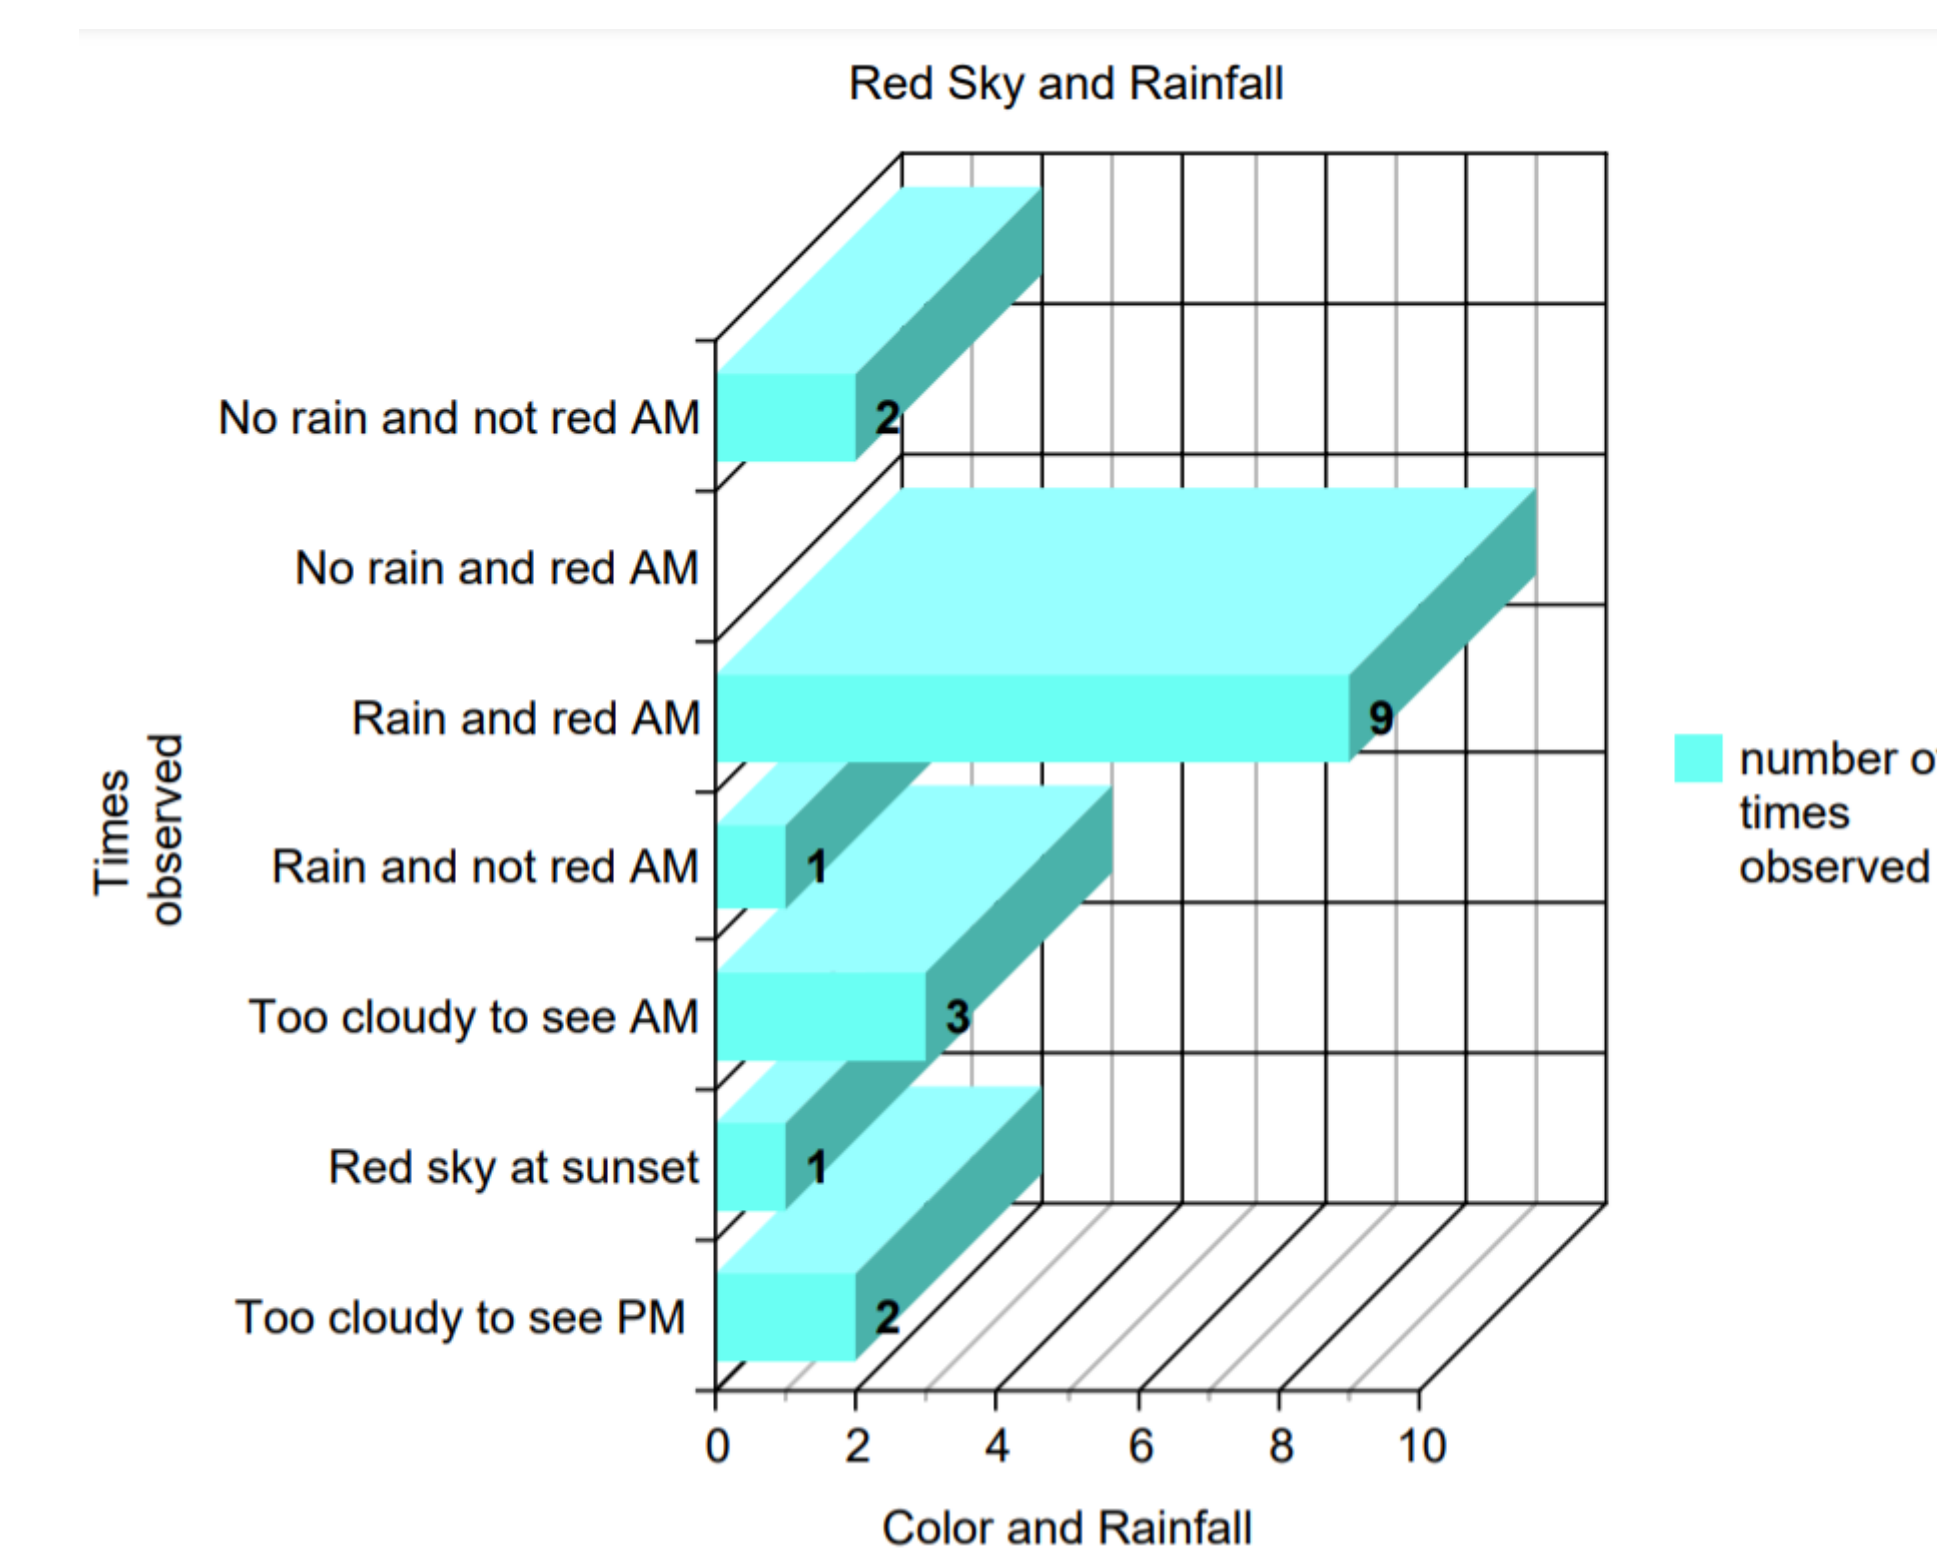 Red Sky and Rainfall
No rain and not red AM
2
No rain and red AM
Rain and red AM
9
Rain and not red AM
1
Too cloudy to see AM
3
Red sky at sunset
1
Too cloudy to see PM
2
Times
observed
0 2 4 6 8 10
Color and Rainfall
number
times
observed